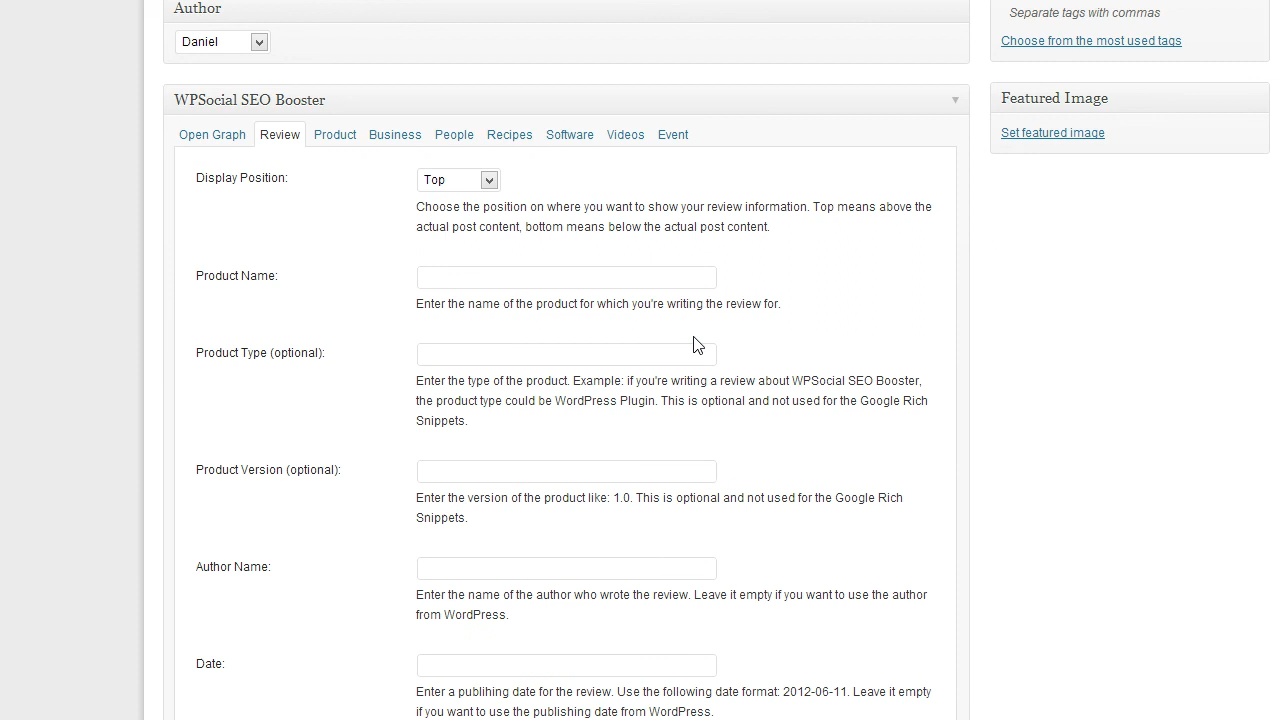 Author
Separate tags with commas
Daniel
Choose from the most used tags
WPSocial SEO Booster
Featured Image
Open Graph Review Product Business People Recipes Software Videos Event
Set featured image
Display Position:
Top
Choose the position on where you want to show your review information. Top means above the
actual post content, bottom means below the actual post content.
Product Name:
Enter the name of the product for which you're writing the review for.
Product Type (optional):
Enter the type of the product. Example: if you're writing a review about WPSocial SEO Booster,
the product type could be WordPress Plugin. This is optional and not used for the Google Rich
Snippets.
Product Version (optional):
Enter the version of the product like: 1.0. This is optional and not used for the Google Rich
Snippets.
Author Name:
Enter the name of the author who wrote the review. Leave it empty if you want to use the author
from WordPress.
Date:
Enter a publihing date for the review. Use the following date format: 2012-06-11. Leave it empty
if you want to use the publishing date from WordPress.